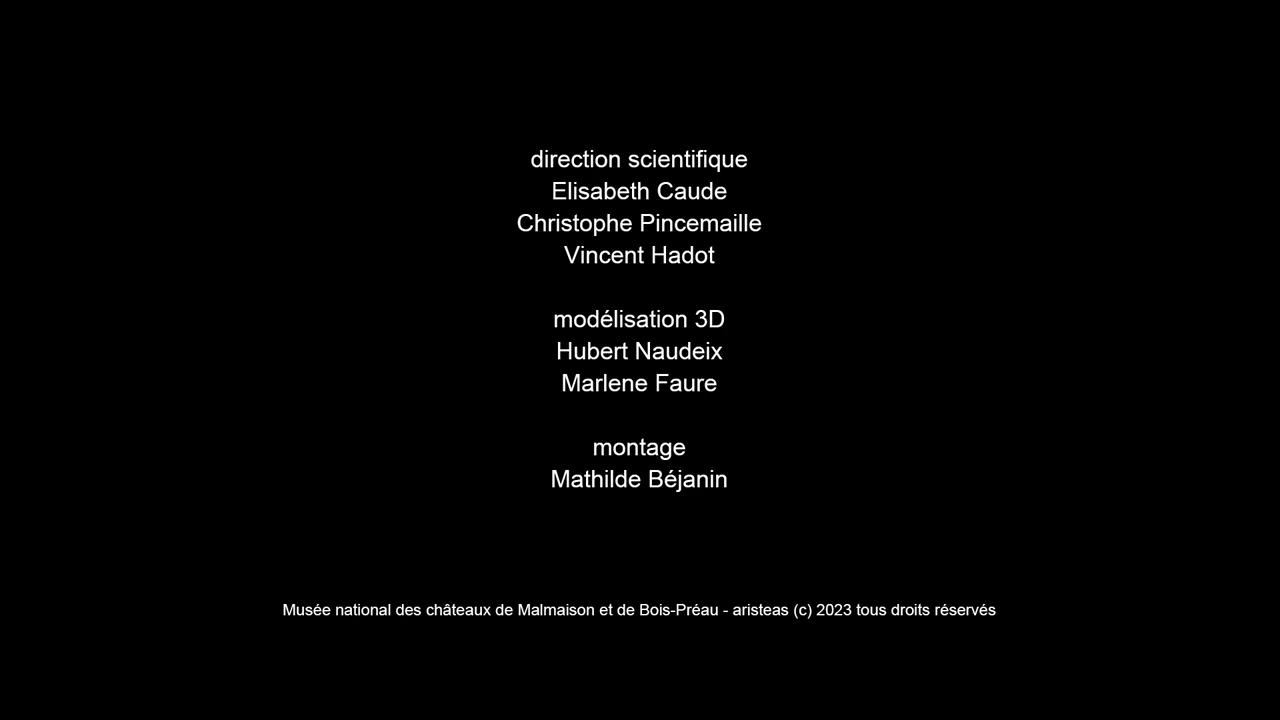 direction scientifique
Elisabeth Caude
Christophe Pincemaille
Vincent Hadot
modélisation 3D
Hubert Naudeix
Marlene Faure
montage
Mathilde Béjanin
Musée national des châteaux de Malmaison et de Bois-Préau - aristeas (c) 2023 tous droits réservés